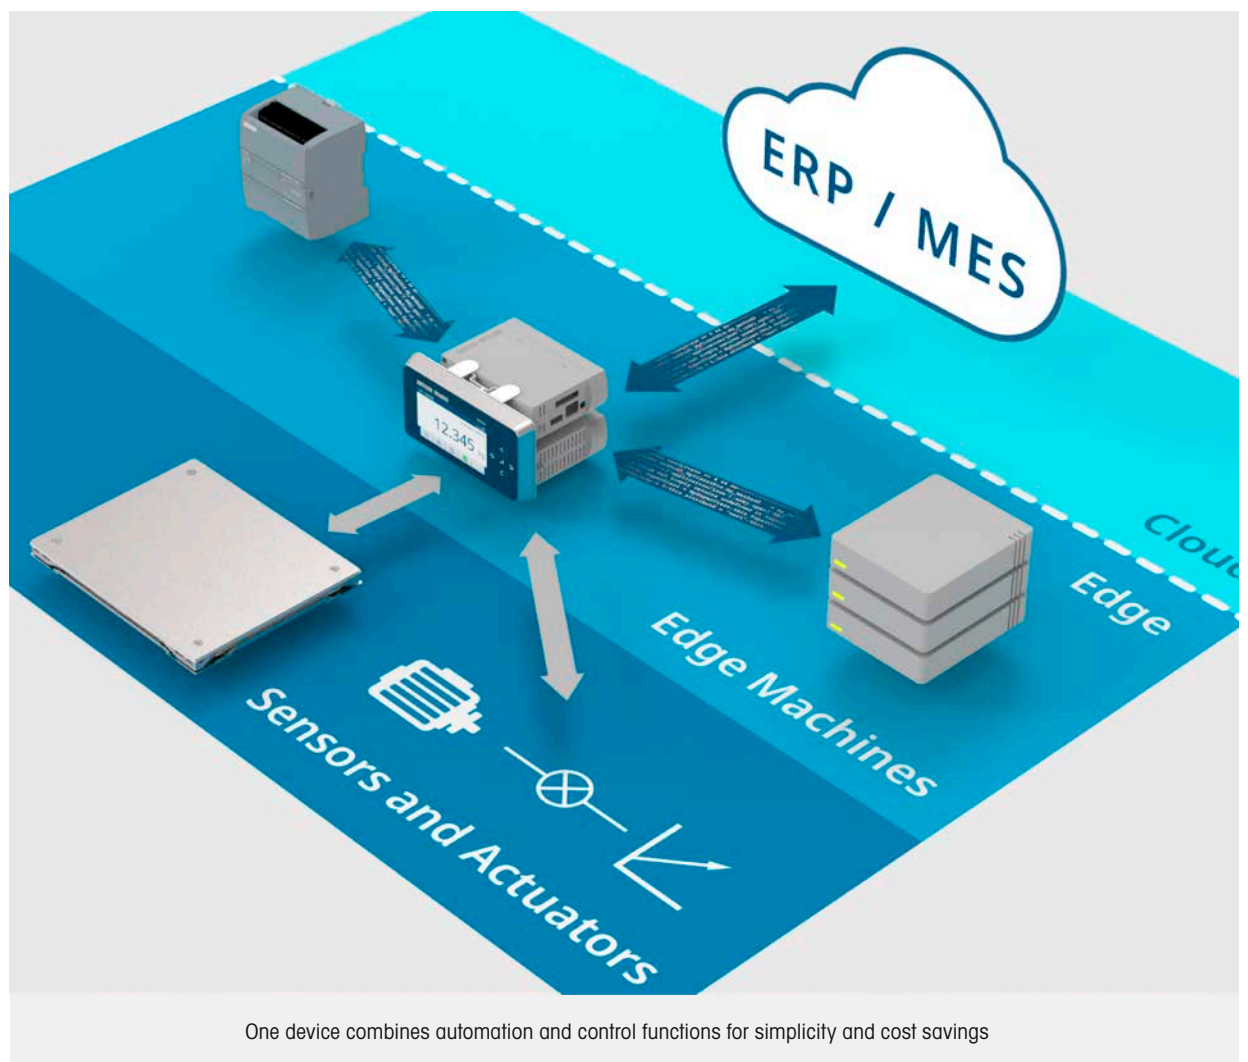 ERP / MES
12.345
Cloud
Edge
Edge Machines
Sensors and Actuators
One device combines automation and control functions for simplicity and cost savings